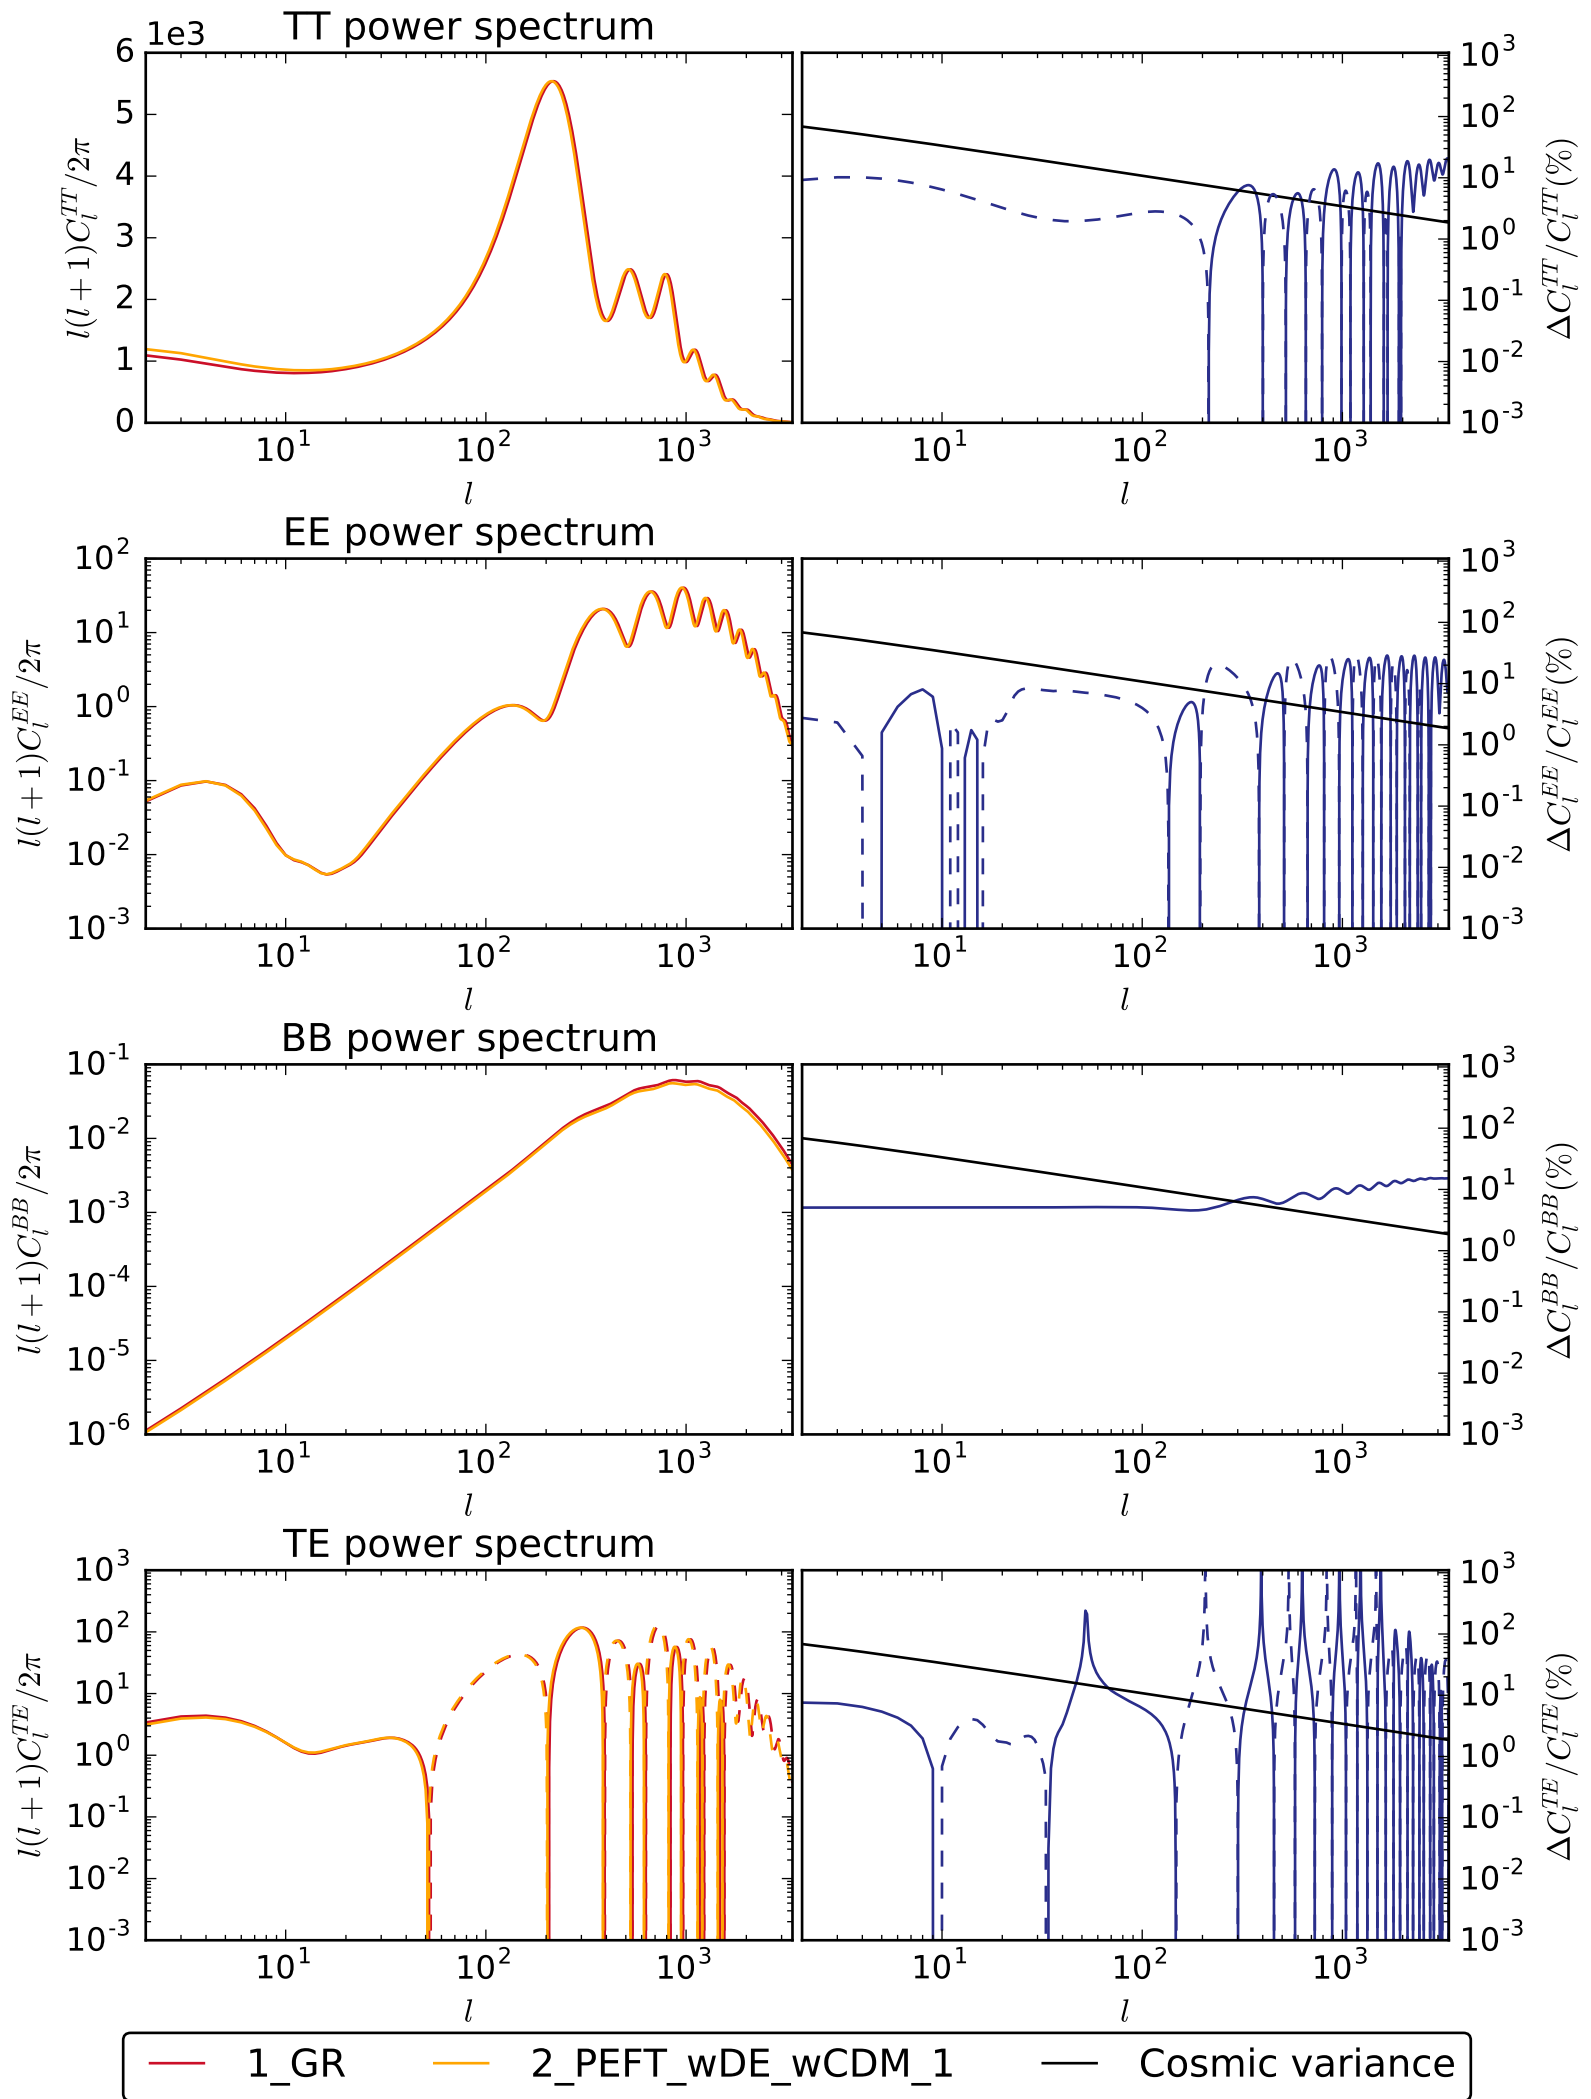 TT power spectrum
1e3
6
5
4
3
2
1
0
l(l+1)C_l^{TT}/2π
10^1 10^2 10^3
l
10^3
10^2
10^1
10^0
10^-1
10^-2
10^-3
ΔC_l^{TT}/C_l^{TT}(%)
10^1 10^2 10^3
l
EE power spectrum
10^2
10^1
10^0
10^-1
10^-2
10^-3
l(l+1)C_l^{EE}/2π
10^1 10^2 10^3
l
10^3
10^2
10^1
10^0
10^-1
10^-2
10^-3
ΔC_l^{EE}/C_l^{EE}(%)
10^1 10^2 10^3
l
BB power spectrum
10^-1
10^-2
10^-3
10^-4
10^-5
10^-6
l(l+1)C_l^{BB}/2π
10^1 10^2 10^3
l
10^3
10^2
10^1
10^0
10^-1
10^-2
10^-3
ΔC_l^{BB}/C_l^{BB}(%)
10^1 10^2 10^3
l
TE power spectrum
10^3
10^2
10^1
10^0
10^-1
10^-2
10^-3
l(l+1)C_l^{TE}/2π
10^1 10^2 10^3
l
10^3
10^2
10^1
10^0
10^-1
10^-2
10^-3
ΔC_l^{TE}/C_l^{TE}(%)
10^1 10^2 10^3
l
1_GR 2_PEFT_wDE_wCDM_1 Cosmic variance